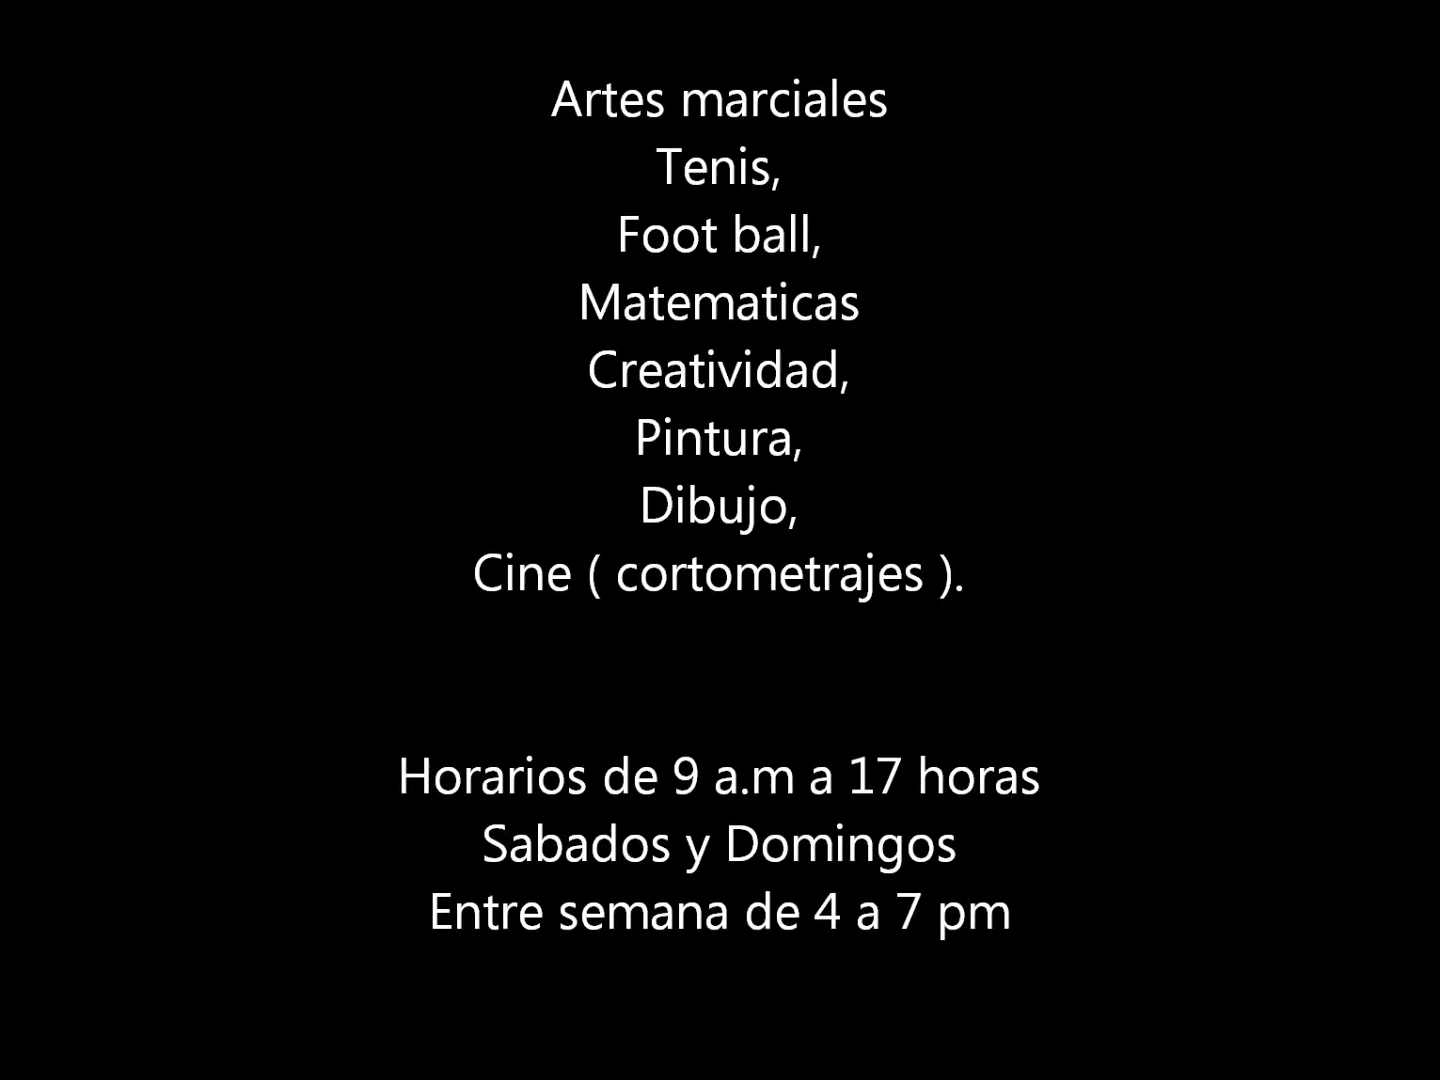 Artes marciales
Tenis,
Foot ball,
Matematicas
Creatividad,
Pintura,
Dibujo,
Cine ( cortometrajes ).
Horarios de 9 a.m a 17 horas
Sabados y Domingos
Entre semana de 4 a 7 pm